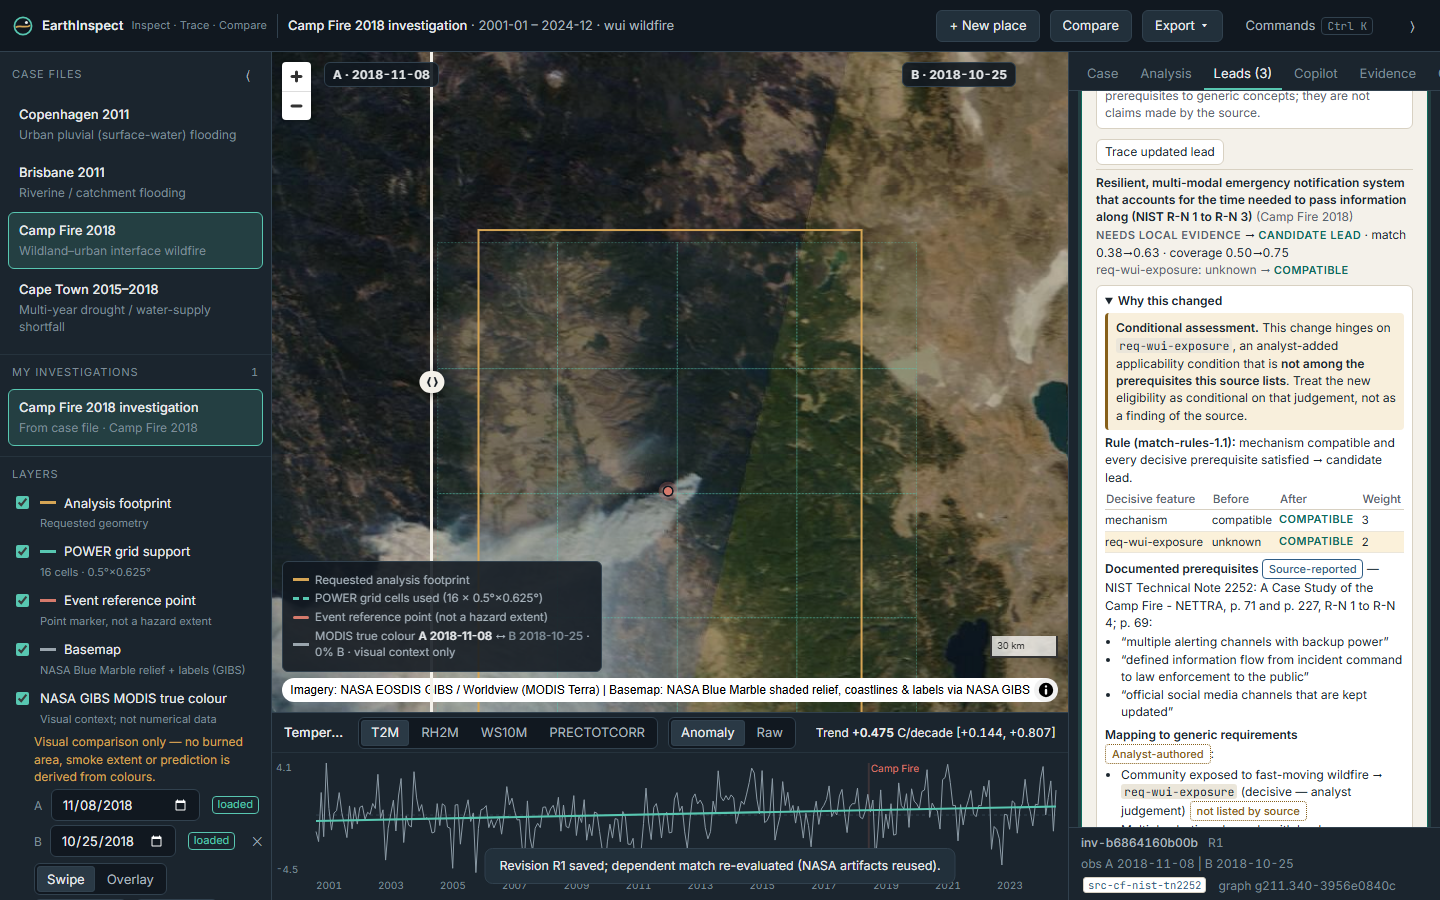 EarthInspect Inspect · Trace · Compare Camp Fire 2018 investigation · 2001-01 – 2024-12 · wui wildfire + New place Compare Export Commands Ctrl K
CASE FILES
Copenhagen 2011
Urban pluvial (surface-water) flooding
Brisbane 2011
Riverine / catchment flooding
Camp Fire 2018
Wildland–urban interface wildfire
Cape Town 2015–2018
Multi-year drought / water-supply
shortfall
MY INVESTIGATIONS 1
Camp Fire 2018 investigation
From case file · Camp Fire 2018
LAYERS
Analysis footprint
Requested geometry
POWER grid support
16 cells · 0.5°×0.625°
Event reference point
Point marker, not a hazard extent
Basemap
NASA Blue Marble relief + labels (GIBS)
NASA GIBS MODIS true colour
Visual context; not numerical data
Visual comparison only — no burned
area, smoke extent or prediction is
derived from colours.
A 11/08/2018 loaded
B 10/25/2018 loaded ×
Swipe Overlay
+
−
A · 2018-11-08
B · 2018-10-25
Requested analysis footprint
POWER grid cells used (16 × 0.5°×0.625°)
Event reference point (not a hazard extent)
MODIS true colour A 2018-11-08 ↔ B 2018-10-25 ·
0% B · visual context only
30 km
Imagery: NASA EOSDIS GIBS / Worldview (MODIS Terra) | Basemap: NASA Blue Marble shaded relief, coastlines & labels via NASA GIBS
Temper... T2M RH2M WS10M PRECTOTCORR Anomaly Raw Trend +0.475 C/decade [+0.144, +0.807]
4.1
Camp Fire
-4.5
Revision R1 saved; dependent match re-evaluated (NASA artifacts reused).
2001 2003 2005 2007 2009 2011 2013 2015 2017 2019 2021 2023
Case Analysis Leads (3) Copilot Evidence
prerequisites to generic concepts; they are not
claims made by the source.
Trace updated lead
Resilient, multi-modal emergency notification system
that accounts for the time needed to pass information
along (NIST R-N 1 to R-N 3) (Camp Fire 2018)
NEEDS LOCAL EVIDENCE → CANDIDATE LEAD · match
0.38→0.63 · coverage 0.50→0.75
req-wui-exposure: unknown → COMPATIBLE
▼ Why this changed
Conditional assessment. This change hinges on
req-wui-exposure , an analyst-added
applicability condition that is not among the
prerequisites this source lists. Treat the new
eligibility as conditional on that judgement, not as
a finding of the source.
Rule (match-rules-1.1): mechanism compatible and
every decisive prerequisite satisfied → candidate
lead.
Decisive feature Before After Weight
mechanism compatible COMPATIBLE 3
req-wui-exposure unknown COMPATIBLE 2
Documented prerequisites Source-reported —
NIST Technical Note 2252: A Case Study of the
Camp Fire - NETTRA, p. 71 and p. 227, R-N 1 to R-N
4; p. 69:
• “multiple alerting channels with backup power”
• “defined information flow from incident command
to law enforcement to the public”
• “official social media channels that are kept
updated”
Mapping to generic requirements
Analyst-authored :
• Community exposed to fast-moving wildfire →
req-wui-exposure (decisive — analyst
judgement) not listed by source
inv-b6864160b00b R1
obs A 2018-11-08 | B 2018-10-25
src-cf-nist-tn2252 graph g211.340-3956e0840c